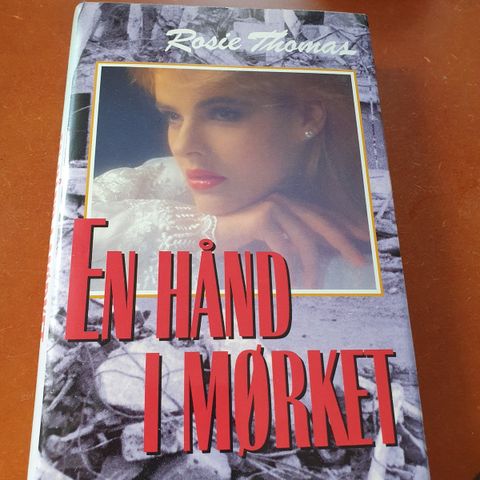 Rosie Thomas
EN HÅND
I MØRKET